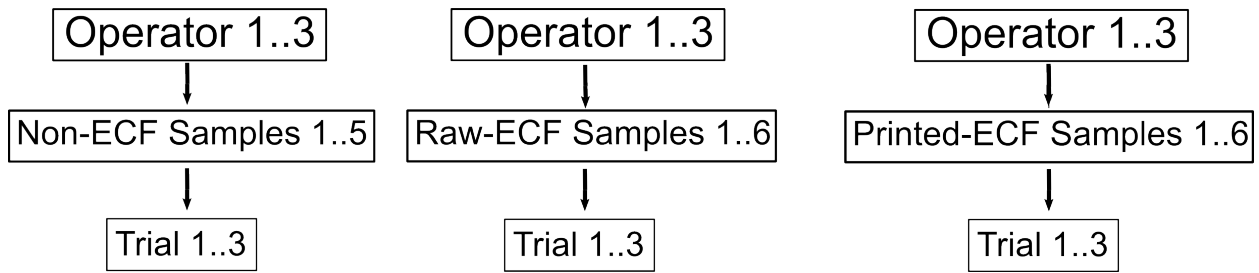 Operator 1..3
Non-ECF Samples 1..5
Trial 1..3
Operator 1..3
Raw-ECF Samples 1..6
Trial 1..3
Operator 1..3
Printed-ECF Samples 1..6
Trial 1..3